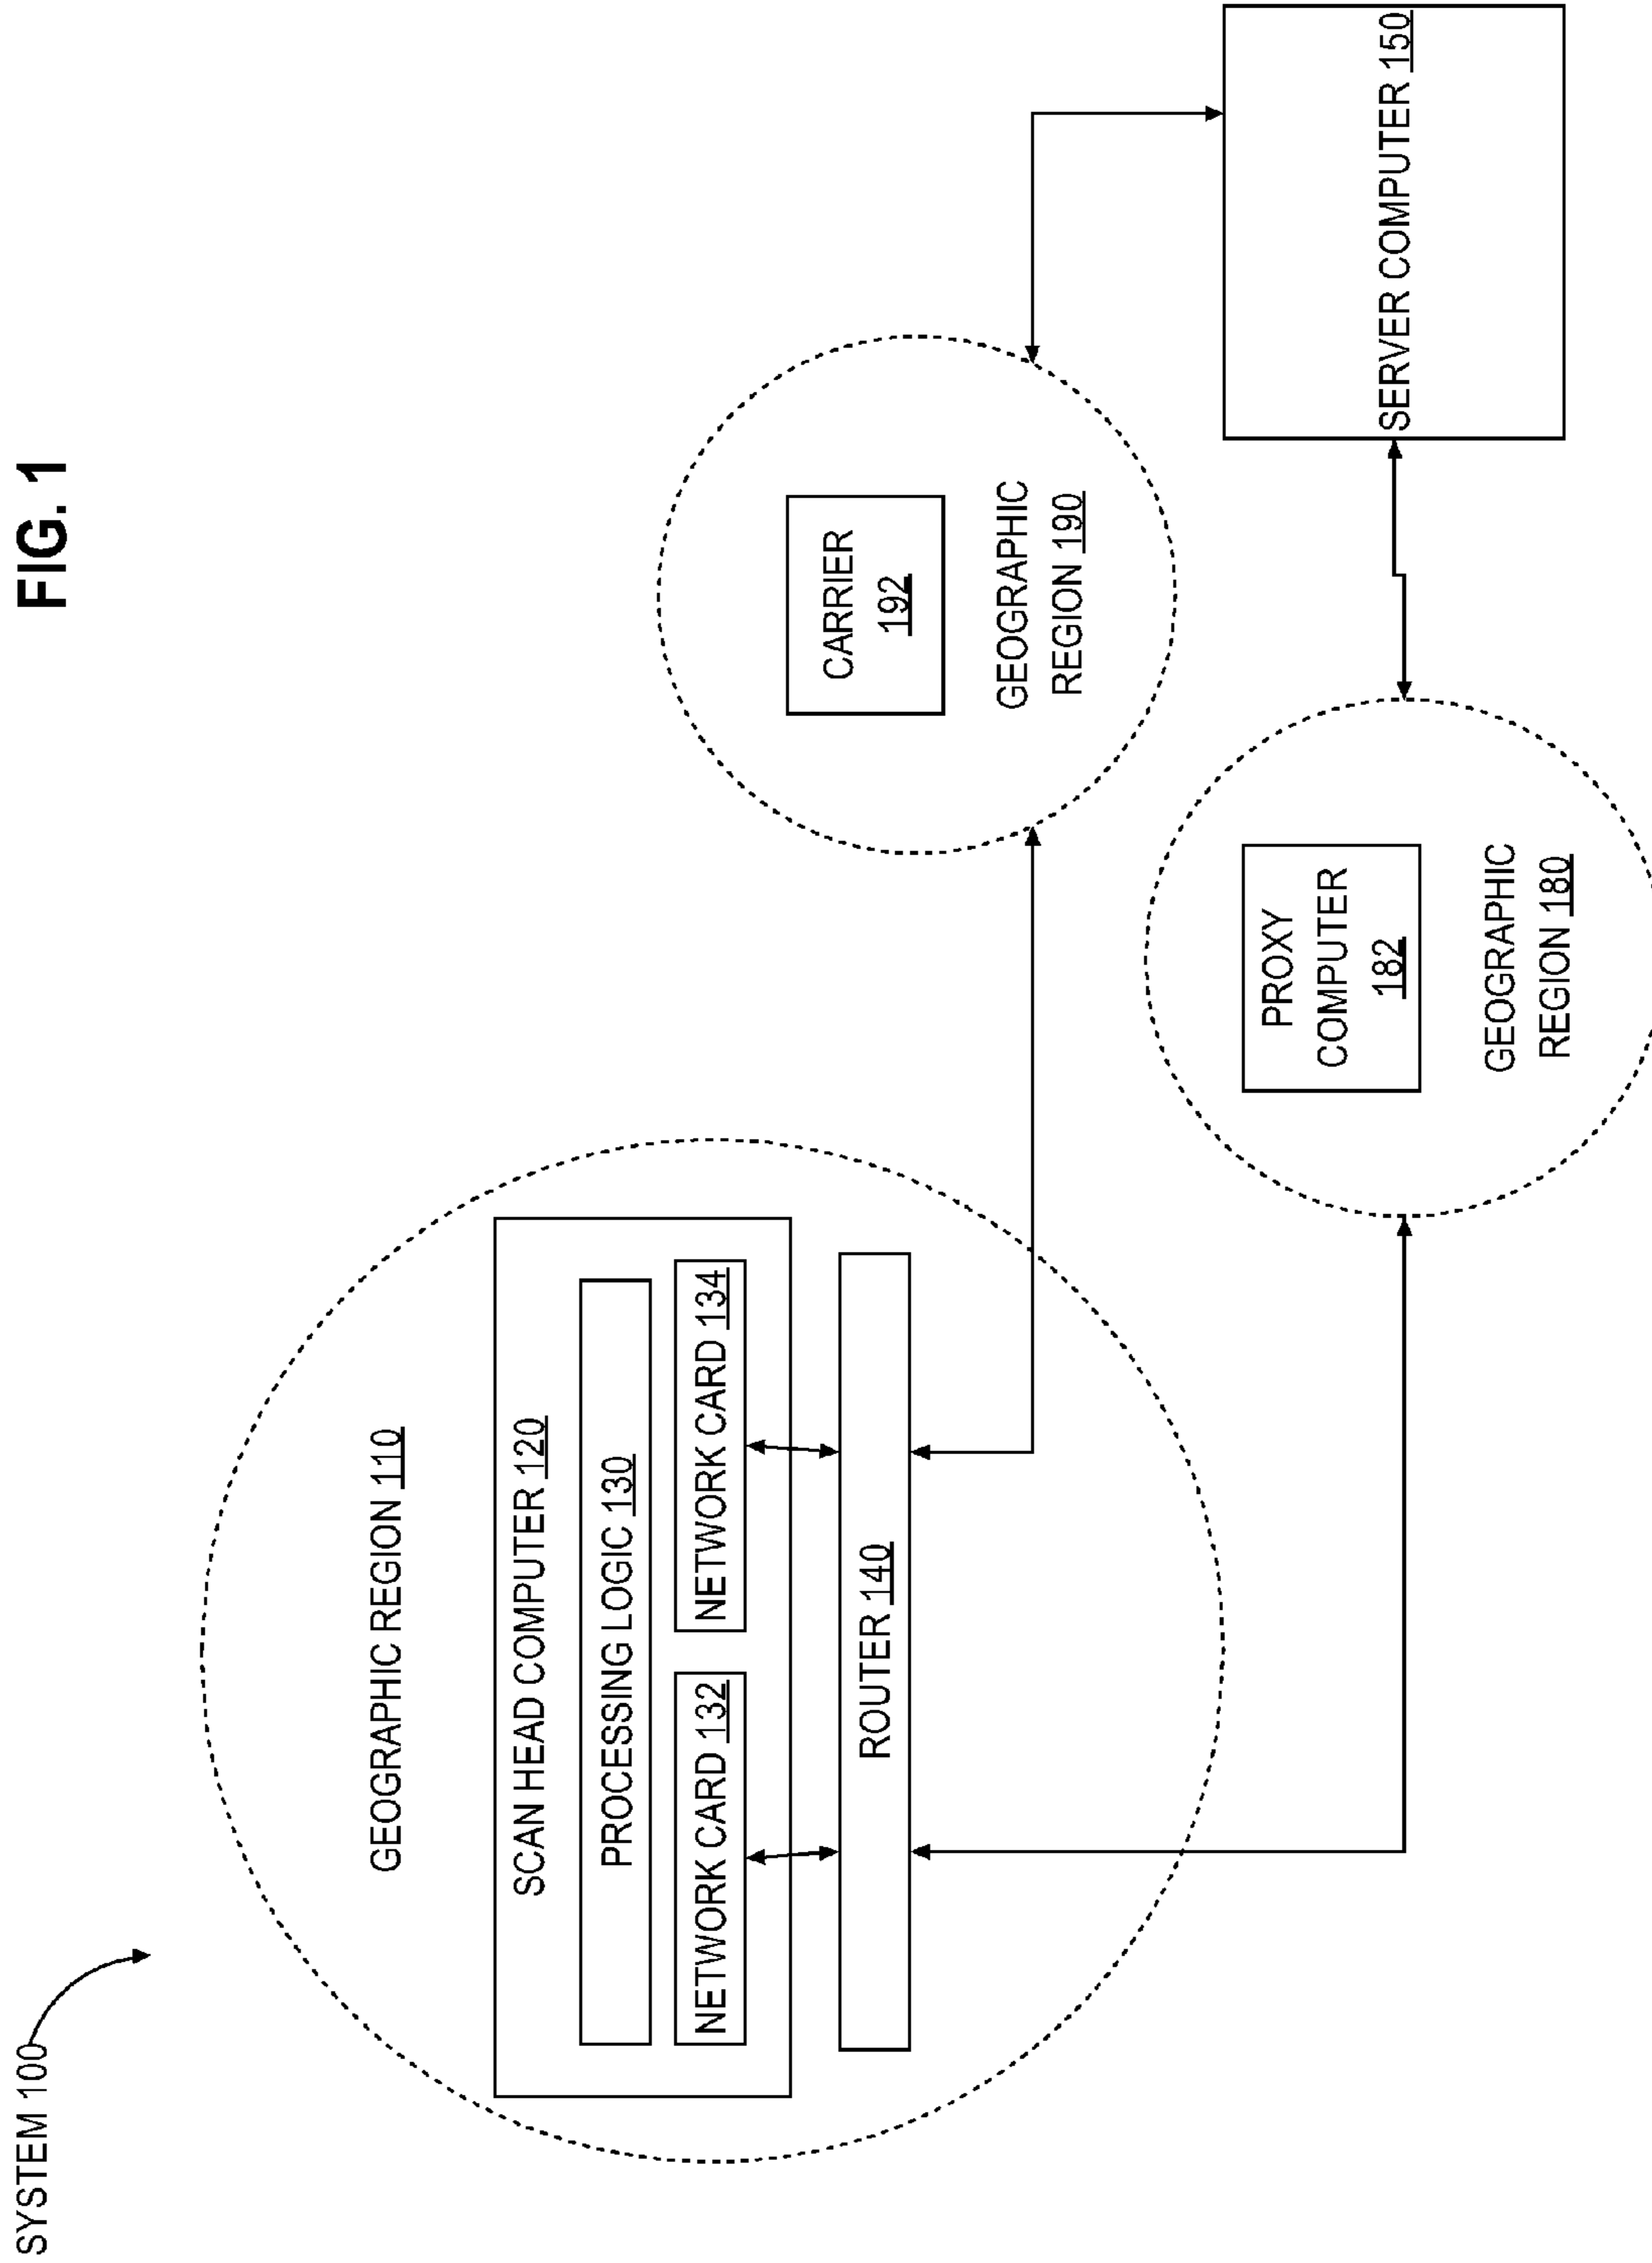 FIG. 1
SYSTEM 100
GEOGRAPHIC REGION 110
SCAN HEAD COMPUTER 120
PROCESSING LOGIC 130
NETWORK CARD 132
NETWORK CARD 134
ROUTER 140
CARRIER
192
GEOGRAPHIC
REGION 190
PROXY
COMPUTER
182
GEOGRAPHIC
REGION 180
SERVER COMPUTER 150